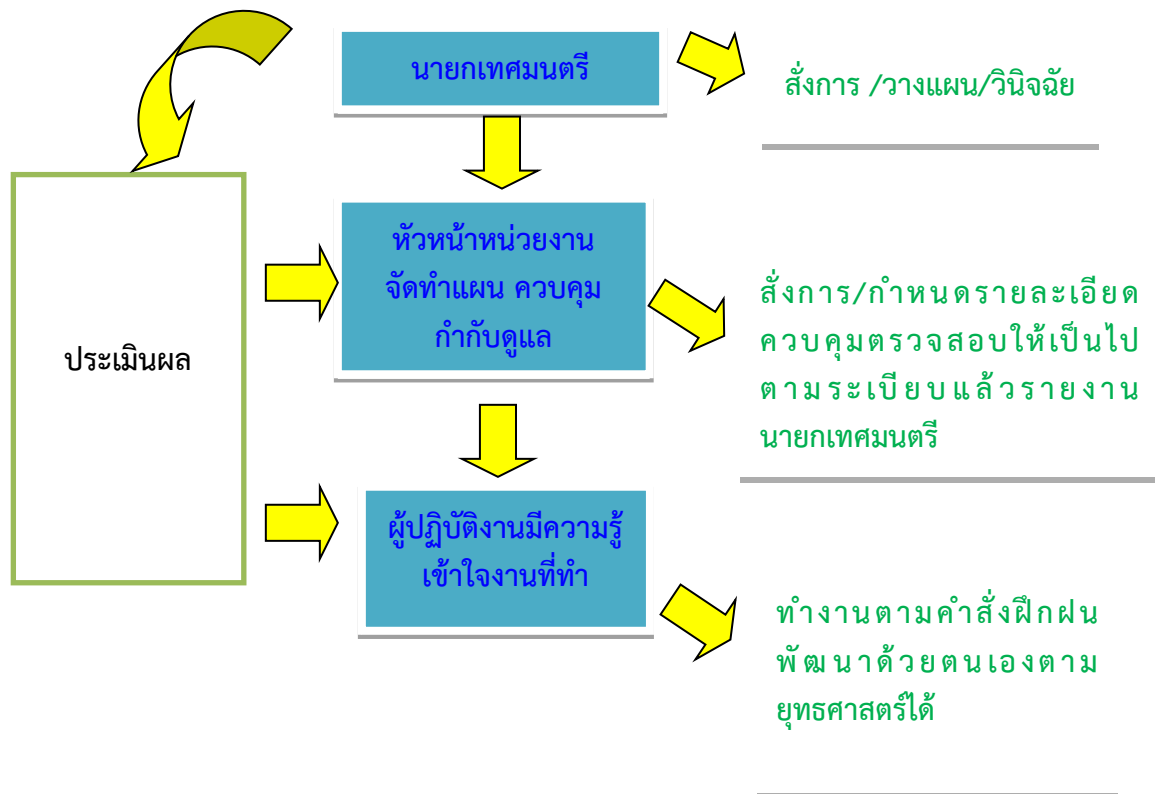 นายกเทศมนตรี
สั่งการ /วางแผน/วินิจฉัย
หัวหน้าหน่วยงาน
จัดทำแผน ควบคุม
กำกับดูแล
สั่งการ/กำหนดรายละเอียด
ควบคุมตรวจสอบให้เป็นไป
ตามระเบียบแล้วรายงาน
นายกเทศมนตรี
ประเมินผล
ผู้ปฏิบัติงานมีความรู้
เข้าใจงานที่ทำ
ทำงานตามคำสั่งฝึกฝน
พัฒนาด้วยตนเองตาม
ยุทธศาสตร์ได้